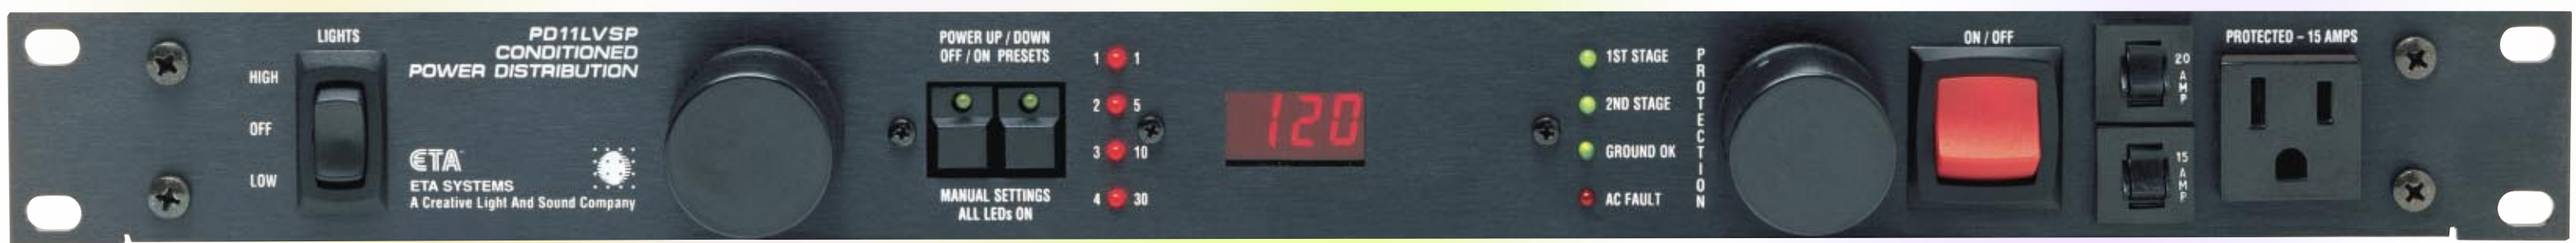 LIGHTS
HIGH
OFF
LOW
PD11LVSP
CONDITIONED
POWER DISTRIBUTION
ETA
ETA SYSTEMS
A Creative Light And Sound Company
POWER UP / DOWN
OFF / ON PRESETS
MANUAL SETTINGS
ALL LEDs ON
1 1
2 5
3 10
4 30
120
1ST STAGE
2ND STAGE
GROUND OK
AC FAULT
PROTECTION
ON / OFF
20 AMP
15 AMP
PROTECTED – 15 AMPS